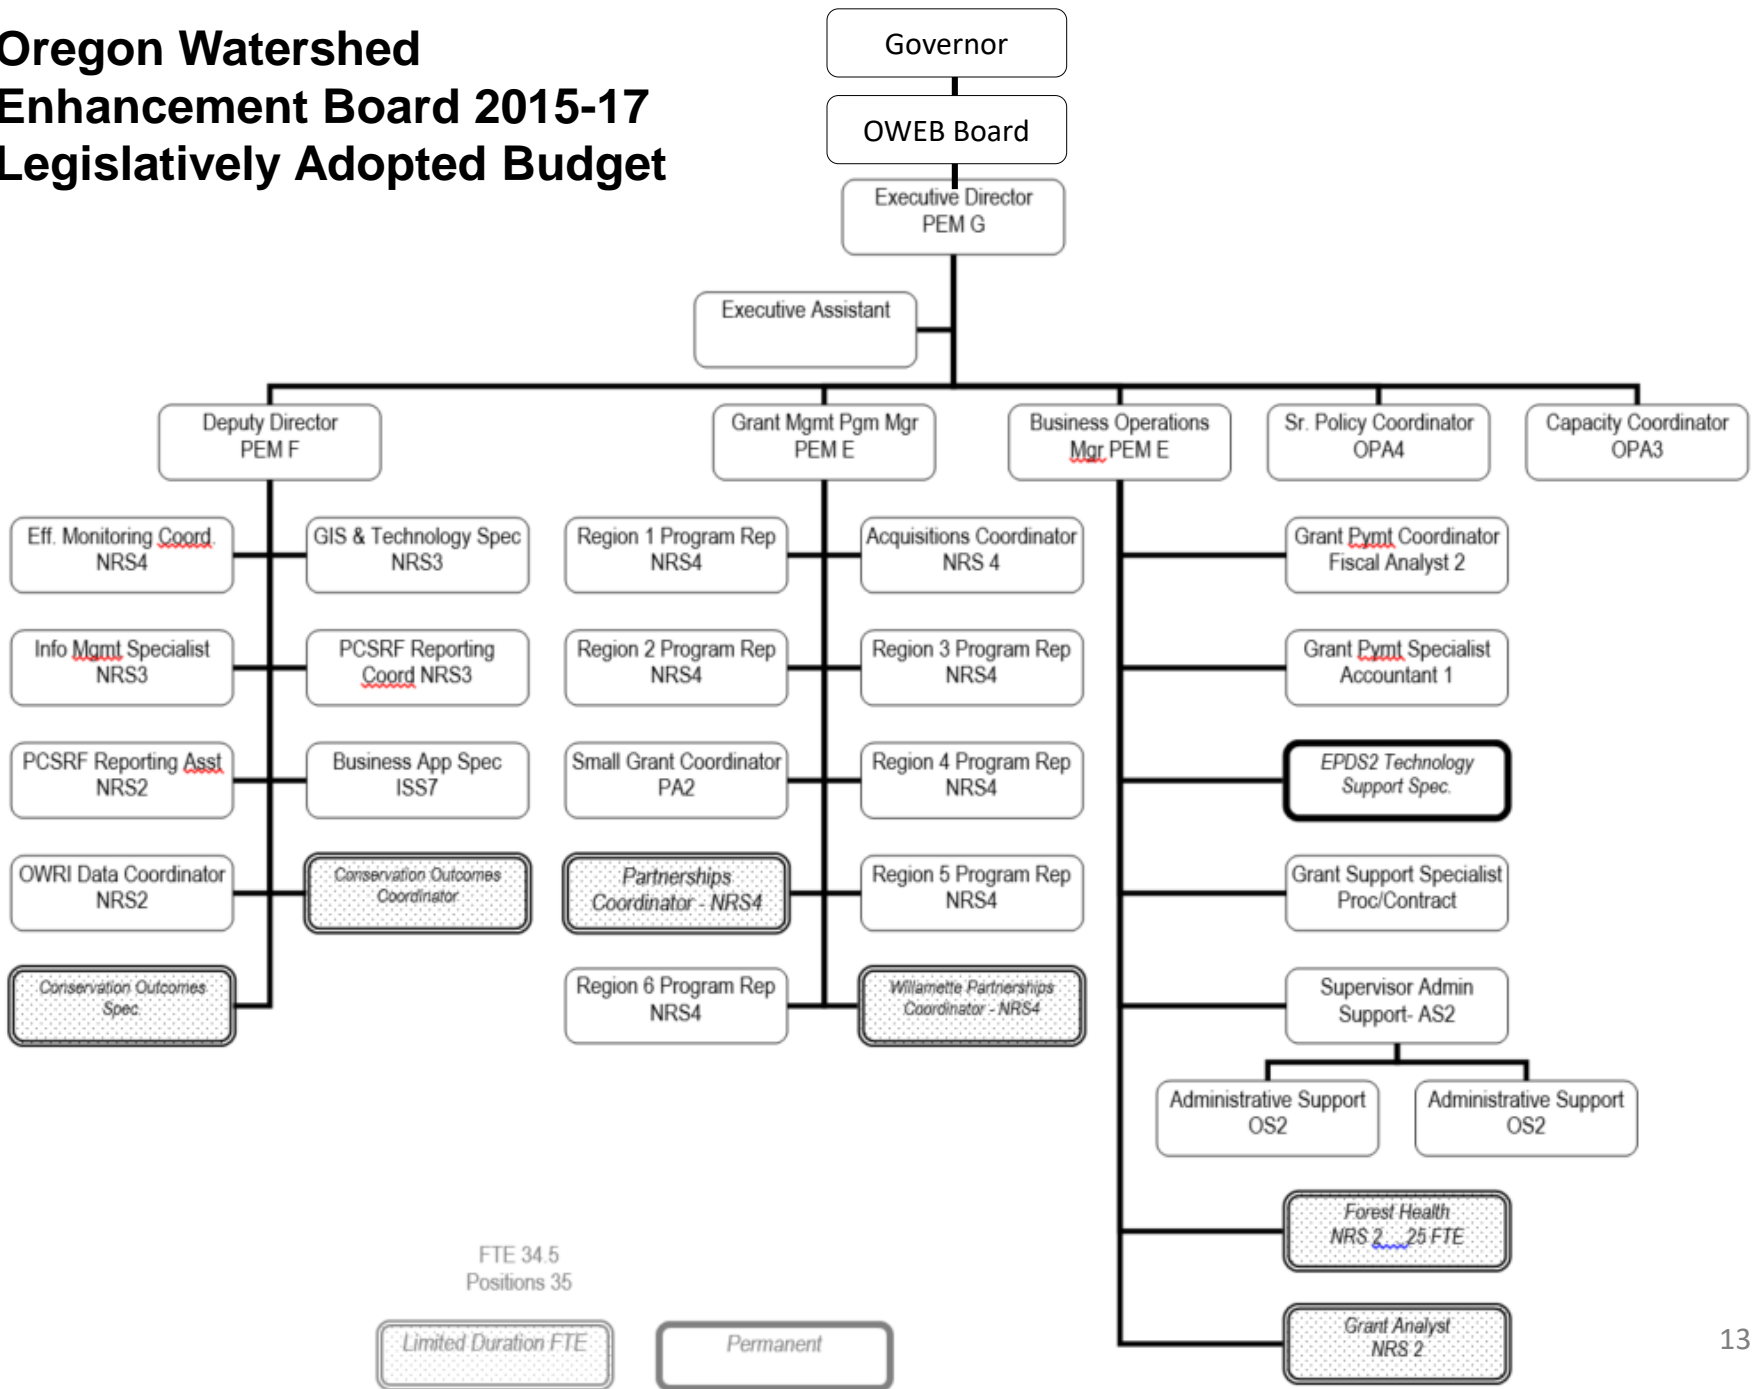 Oregon Watershed
Enhancement Board 2015-17
Legislatively Adopted Budget
Governor
OWEB Board
Executive Director
PEM G
Executive Assistant
Deputy Director
PEM F
Grant Mgmt Pgm Mgr
PEM E
Business Operations
Mgr PEM E
Sr. Policy Coordinator
OPA4
Capacity Coordinator
OPA3
Eff. Monitoring Coord.
NRS4
GIS & Technology Spec
NRS3
Info Mgmt Specialist
NRS3
PCSRF Reporting
Coord NRS3
PCSRF Reporting Asst
NRS2
Business App Spec
ISS7
OWRI Data Coordinator
NRS2
Conservation Outcomes
Coordinator
Conservation Outcomes
Spec.
Region 1 Program Rep
NRS4
Acquisitions Coordinator
NRS 4
Region 2 Program Rep
NRS4
Region 3 Program Rep
NRS4
Small Grant Coordinator
PA2
Region 4 Program Rep
NRS4
Partnerships
Coordinator - NRS4
Region 5 Program Rep
NRS4
Region 6 Program Rep
NRS4
Willamette Partnerships
Coordinator - NRS4
Grant Pymt Coordinator
Fiscal Analyst 2
Grant Pymt Specialist
Accountant 1
EPDS2 Technology
Support Spec.
Grant Support Specialist
Proc/Contract
Supervisor Admin
Support- AS2
Administrative Support
OS2
Administrative Support
OS2
Forest Health
NRS 2 .25 FTE
Grant Analyst
NRS 2
FTE 34.5
Positions 35
Limited Duration FTE
Permanent
13